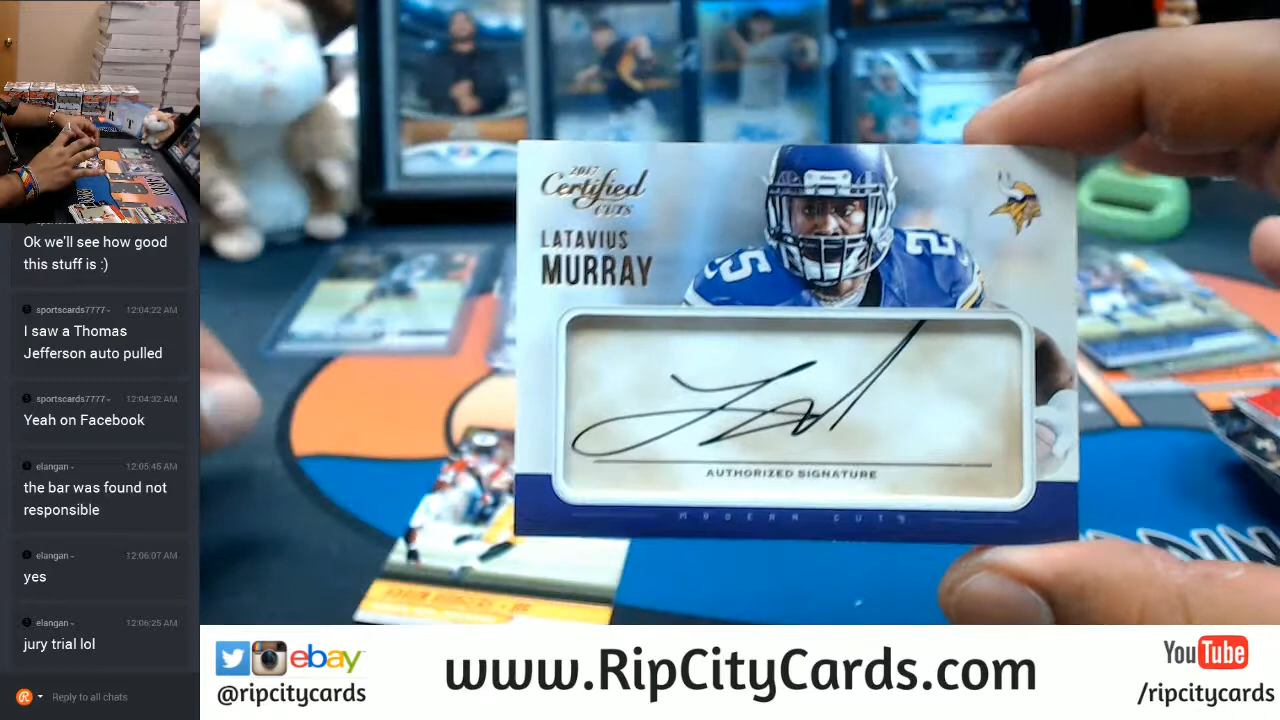 Ok we'll see how good
this stuff is :)
sportscards7777 12:04:22 AM
I saw a Thomas
Jefferson auto pulled
sportscards7777 12:04:32 AM
Yeah on Facebook
elangan 12:05:45 AM
the bar was found not
responsible
elangan 12:06:07 AM
yes
elangan 12:06:25 AM
jury trial lol
Reply to all chats
2017
Certified
CUTS
LATAVIUS
MURRAY
25
AUTHORIZED SIGNATURE
MODERN CUTS
ebay
@ripcitycards
www.RipCityCards.com
YouTube
/ripcitycards